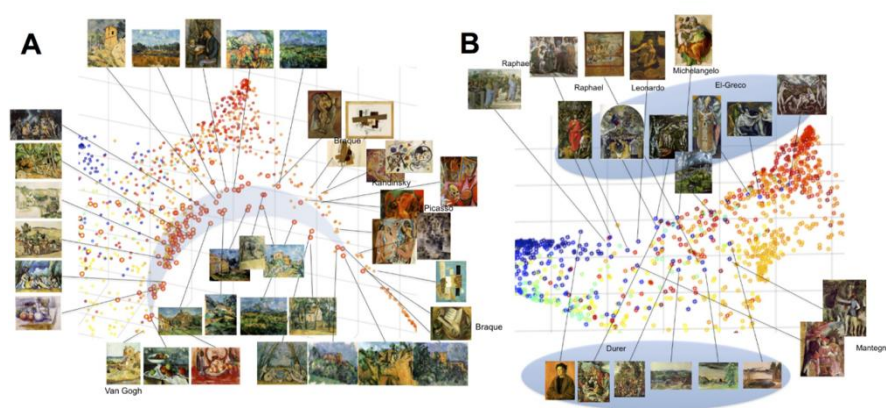 A
Braque
Kandinsky
Picasso
Braque
Van Gogh
B
Raphael
Raphael
Leonardo
Michelangelo
El-Greco
Durer
Mantegn